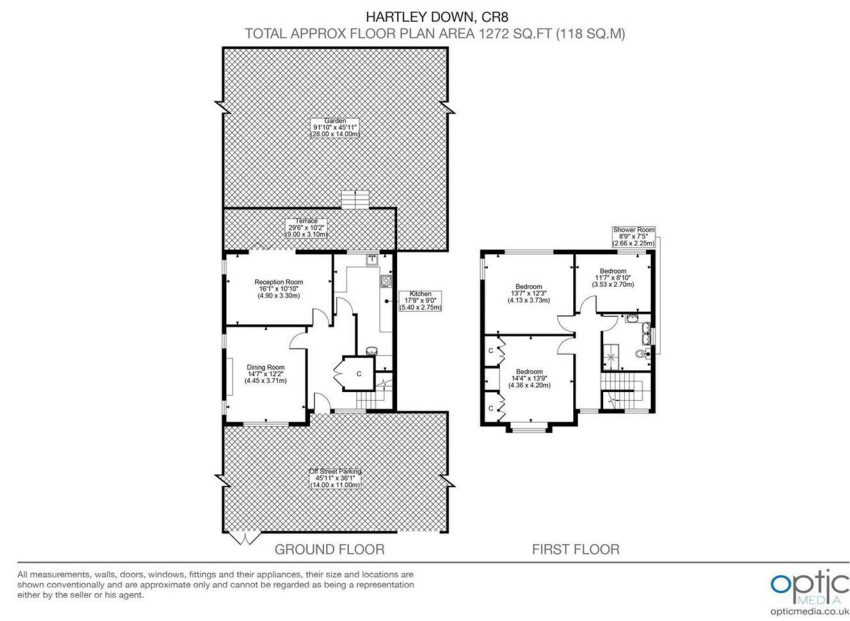 HARTLEY DOWN, CR8
TOTAL APPROX FLOOR PLAN AREA 1272 SQ.FT (118 SQ.M)
Garden
91'10" x 45'11"
(28.00 x 14.00m)
Terrace
29'6" x 10'2"
(9.00 x 3.10m)
Reception Room
16'1" x 10'10"
(4.90 x 3.30m)
Kitchen
17'9" x 9'0"
(5.40 x 2.75m)
Dining Room
14'7" x 12'2"
(4.45 x 3.71m)
C
Off Street Parking
45'11" x 36'1"
(14.00 x 11.00m)
GROUND FLOOR
Shower Room
8'9" x 7'5"
(2.66 x 2.25m)
Bedroom
13'7" x 12'3"
(4.13 x 3.73m)
Bedroom
11'7" x 8'10"
(3.53 x 2.70m)
C
Bedroom
14'4" x 13'9"
(4.36 x 4.20m)
C
FIRST FLOOR
All measurements, walls, doors, windows, fittings and their appliances, their size and locations are
shown conventionally and are approximate only and cannot be regarded as being a representation
either by the seller or his agent.
optic
MEDIA
opticmedia.co.uk